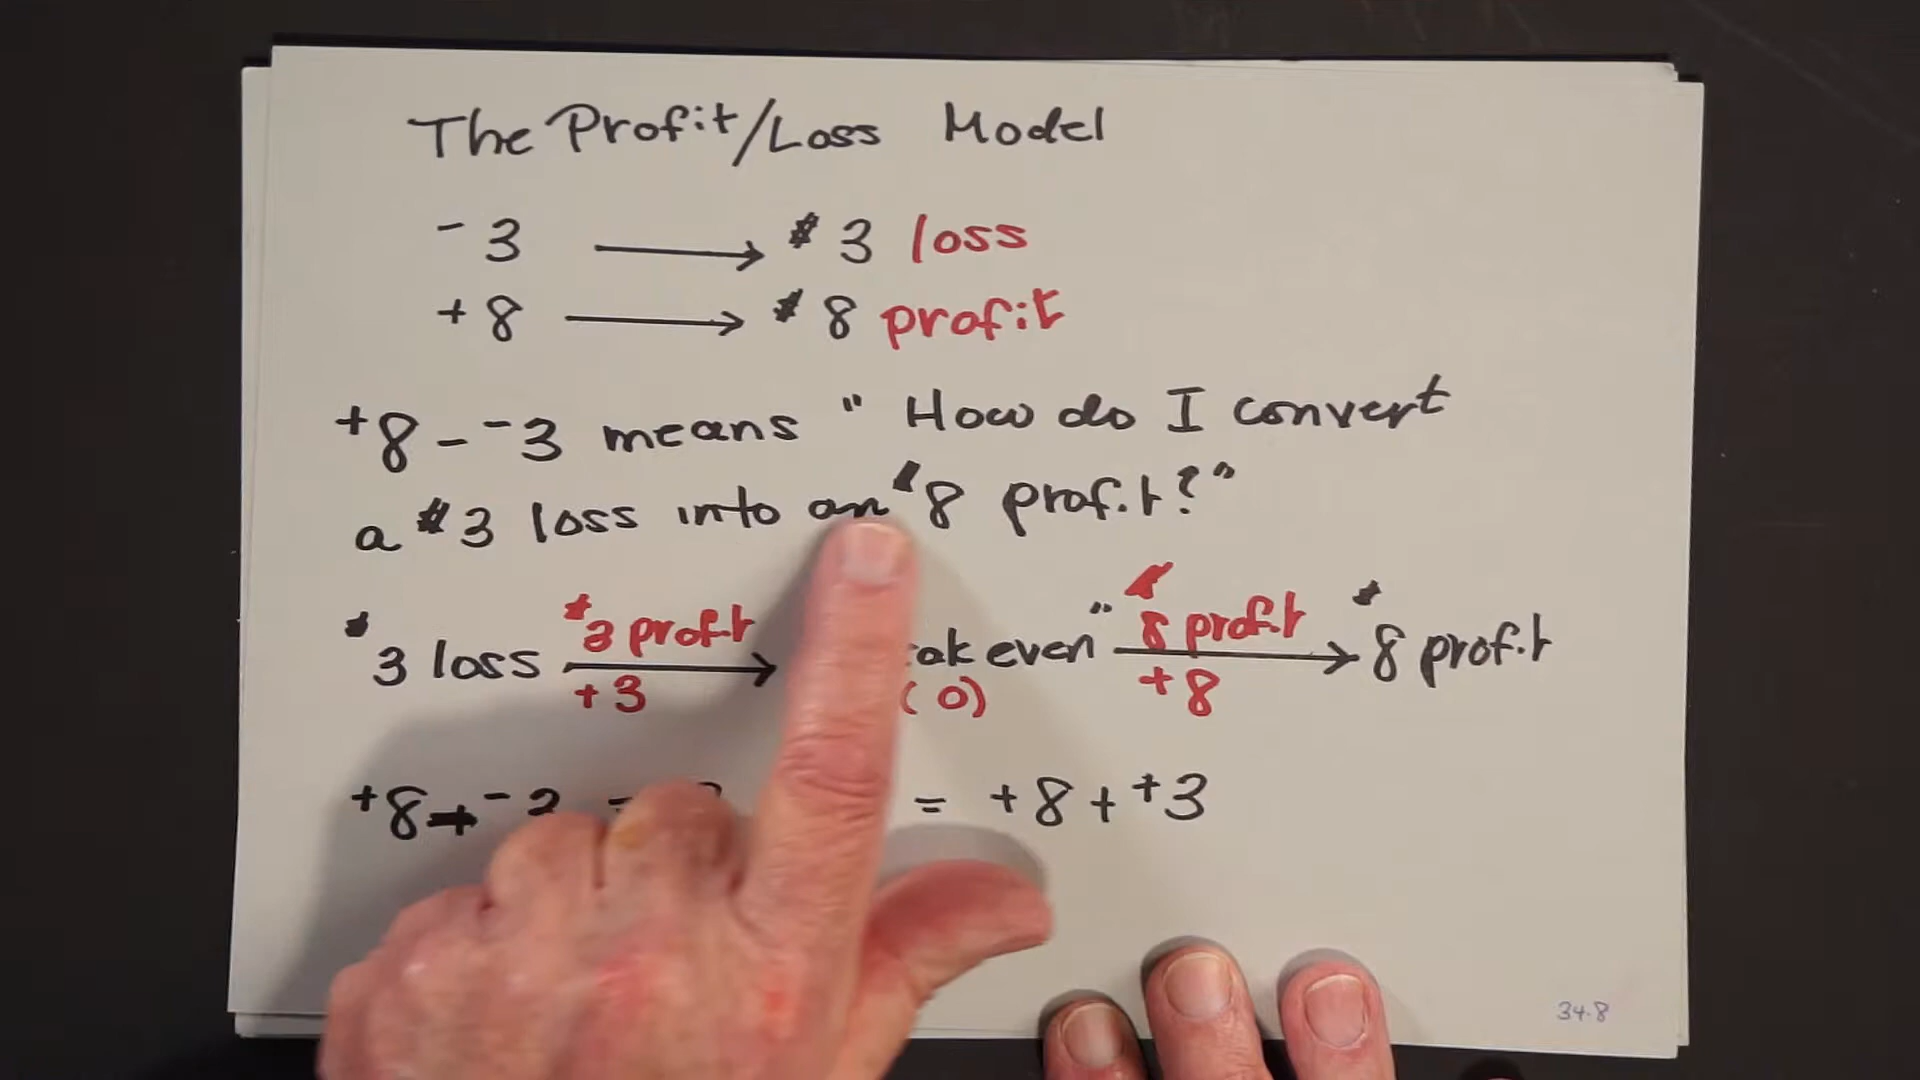 The Profit/Loss Model
-3 → $3 loss
+8 → $8 profit
+8 - -3 means " How do I convert
a $3 loss into an $8 profit?"
$3 profit $8 profit
$3 loss → even" → $8 profit
+3 (0) +8
+8 + -3 = = +8 + +3
34.8